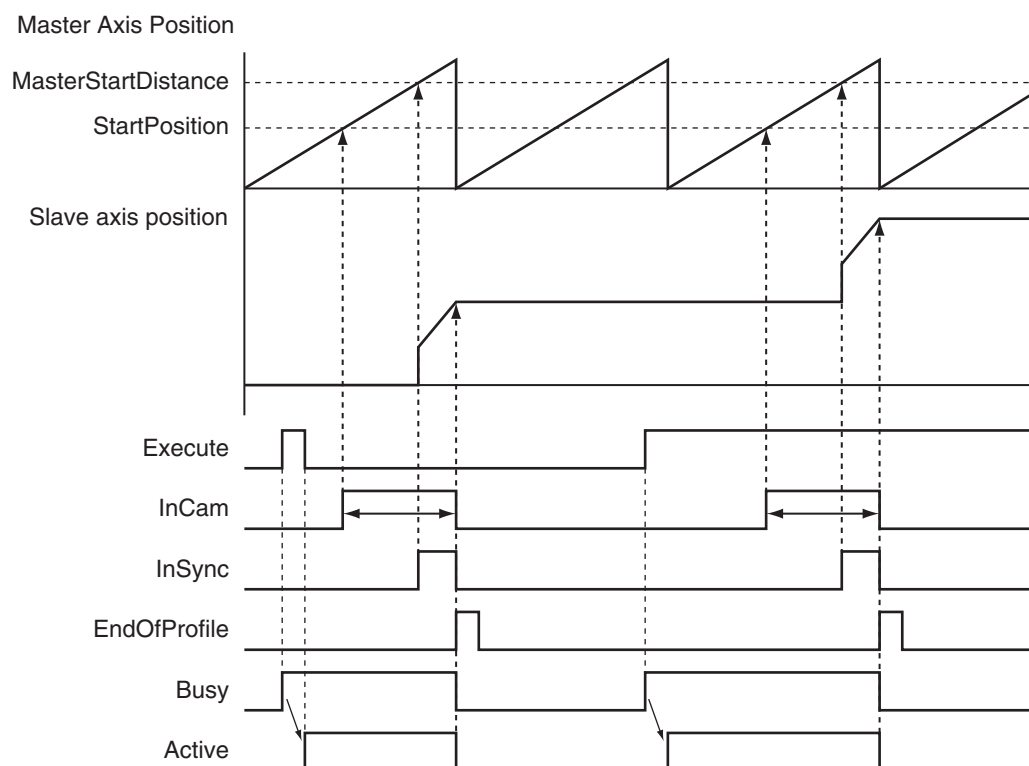 Master Axis Position
MasterStartDistance
StartPosition
Slave axis position
Execute
InCam
InSync
EndOfProfile
Busy
Active